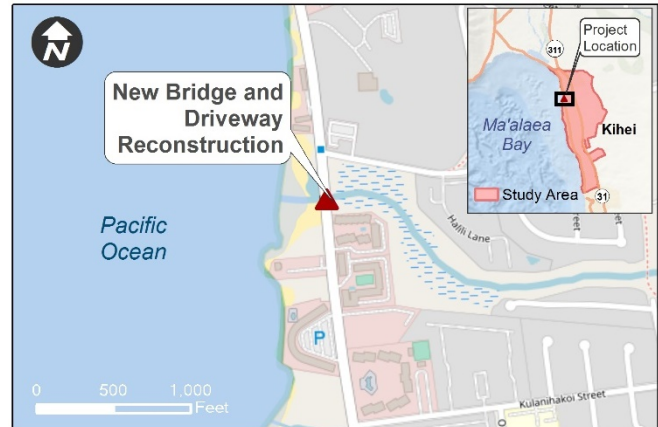 N
New Bridge and
Driveway
Reconstruction
Pacific
Ocean
Halili Lane
P
Kulanihakoi Street
0 500 1,000
Feet
Project
Location
311
Ma'alaea
Bay
Kihei
Study Area
31